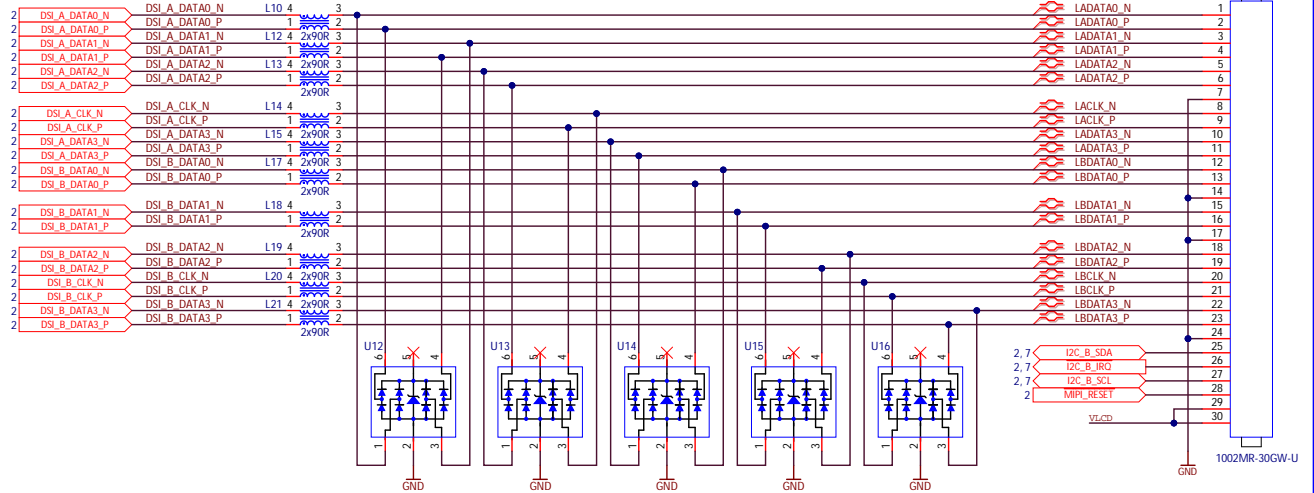 2 DSI_A_DATA0_N DSI_A_DATA0_N L10 4 3 LADATA0_N 1
2 DSI_A_DATA0_P DSI_A_DATA0_P 1 2 LADATA0_P 2
2 DSI_A_DATA1_N DSI_A_DATA1_N L12 4 2x90R 3 LADATA1_N 3
2 DSI_A_DATA1_P DSI_A_DATA1_P 1 2 LADATA1_P 4
2 DSI_A_DATA2_N DSI_A_DATA2_N L13 4 2x90R 3 LADATA2_N 5
2 DSI_A_DATA2_P DSI_A_DATA2_P 1 2 LADATA2_P 6
2x90R 7
2 DSI_A_CLK_N DSI_A_CLK_N L14 4 3 LACLK_N 8
2 DSI_A_CLK_P DSI_A_CLK_P 1 2 LACLK_P 9
2 DSI_A_DATA3_N DSI_A_DATA3_N L15 4 2x90R 3 LADATA3_N 10
2 DSI_A_DATA3_P DSI_A_DATA3_P 1 2 LADATA3_P 11
2 DSI_B_DATA0_N DSI_B_DATA0_N L17 4 2x90R 3 LBDATA0_N 12
2 DSI_B_DATA0_P DSI_B_DATA0_P 1 2 LBDATA0_P 13
2x90R 14
2 DSI_B_DATA1_N DSI_B_DATA1_N L18 4 3 LBDATA1_N 15
2 DSI_B_DATA1_P DSI_B_DATA1_P 1 2 LBDATA1_P 16
2x90R 17
2 DSI_B_DATA2_N DSI_B_DATA2_N L19 4 3 LBDATA2_N 18
2 DSI_B_DATA2_P DSI_B_DATA2_P 1 2 LBDATA2_P 19
2 DSI_B_CLK_N DSI_B_CLK_N L20 4 2x90R 3 LBCLK_N 20
2 DSI_B_CLK_P DSI_B_CLK_P 1 2 LBCLK_P 21
2 DSI_B_DATA3_N DSI_B_DATA3_N L21 4 2x90R 3 LBDATA3_N 22
2 DSI_B_DATA3_P DSI_B_DATA3_P 1 2 LBDATA3_P 23
2x90R 24
U12 U13 U14 U15 U16
6 5 4 6 5 4 6 5 4 6 5 4 6 5 4
2, 7 I2C_B_SDA 25
2, 7 I2C_B_IRQ 26
2, 7 I2C_B_SCL 27
2 MIPI_RESET 28
29
VLCD 30
1 2 3 1 2 3 1 2 3 1 2 3 1 2 3
1002MR-30GW-U
GND GND GND GND GND GND